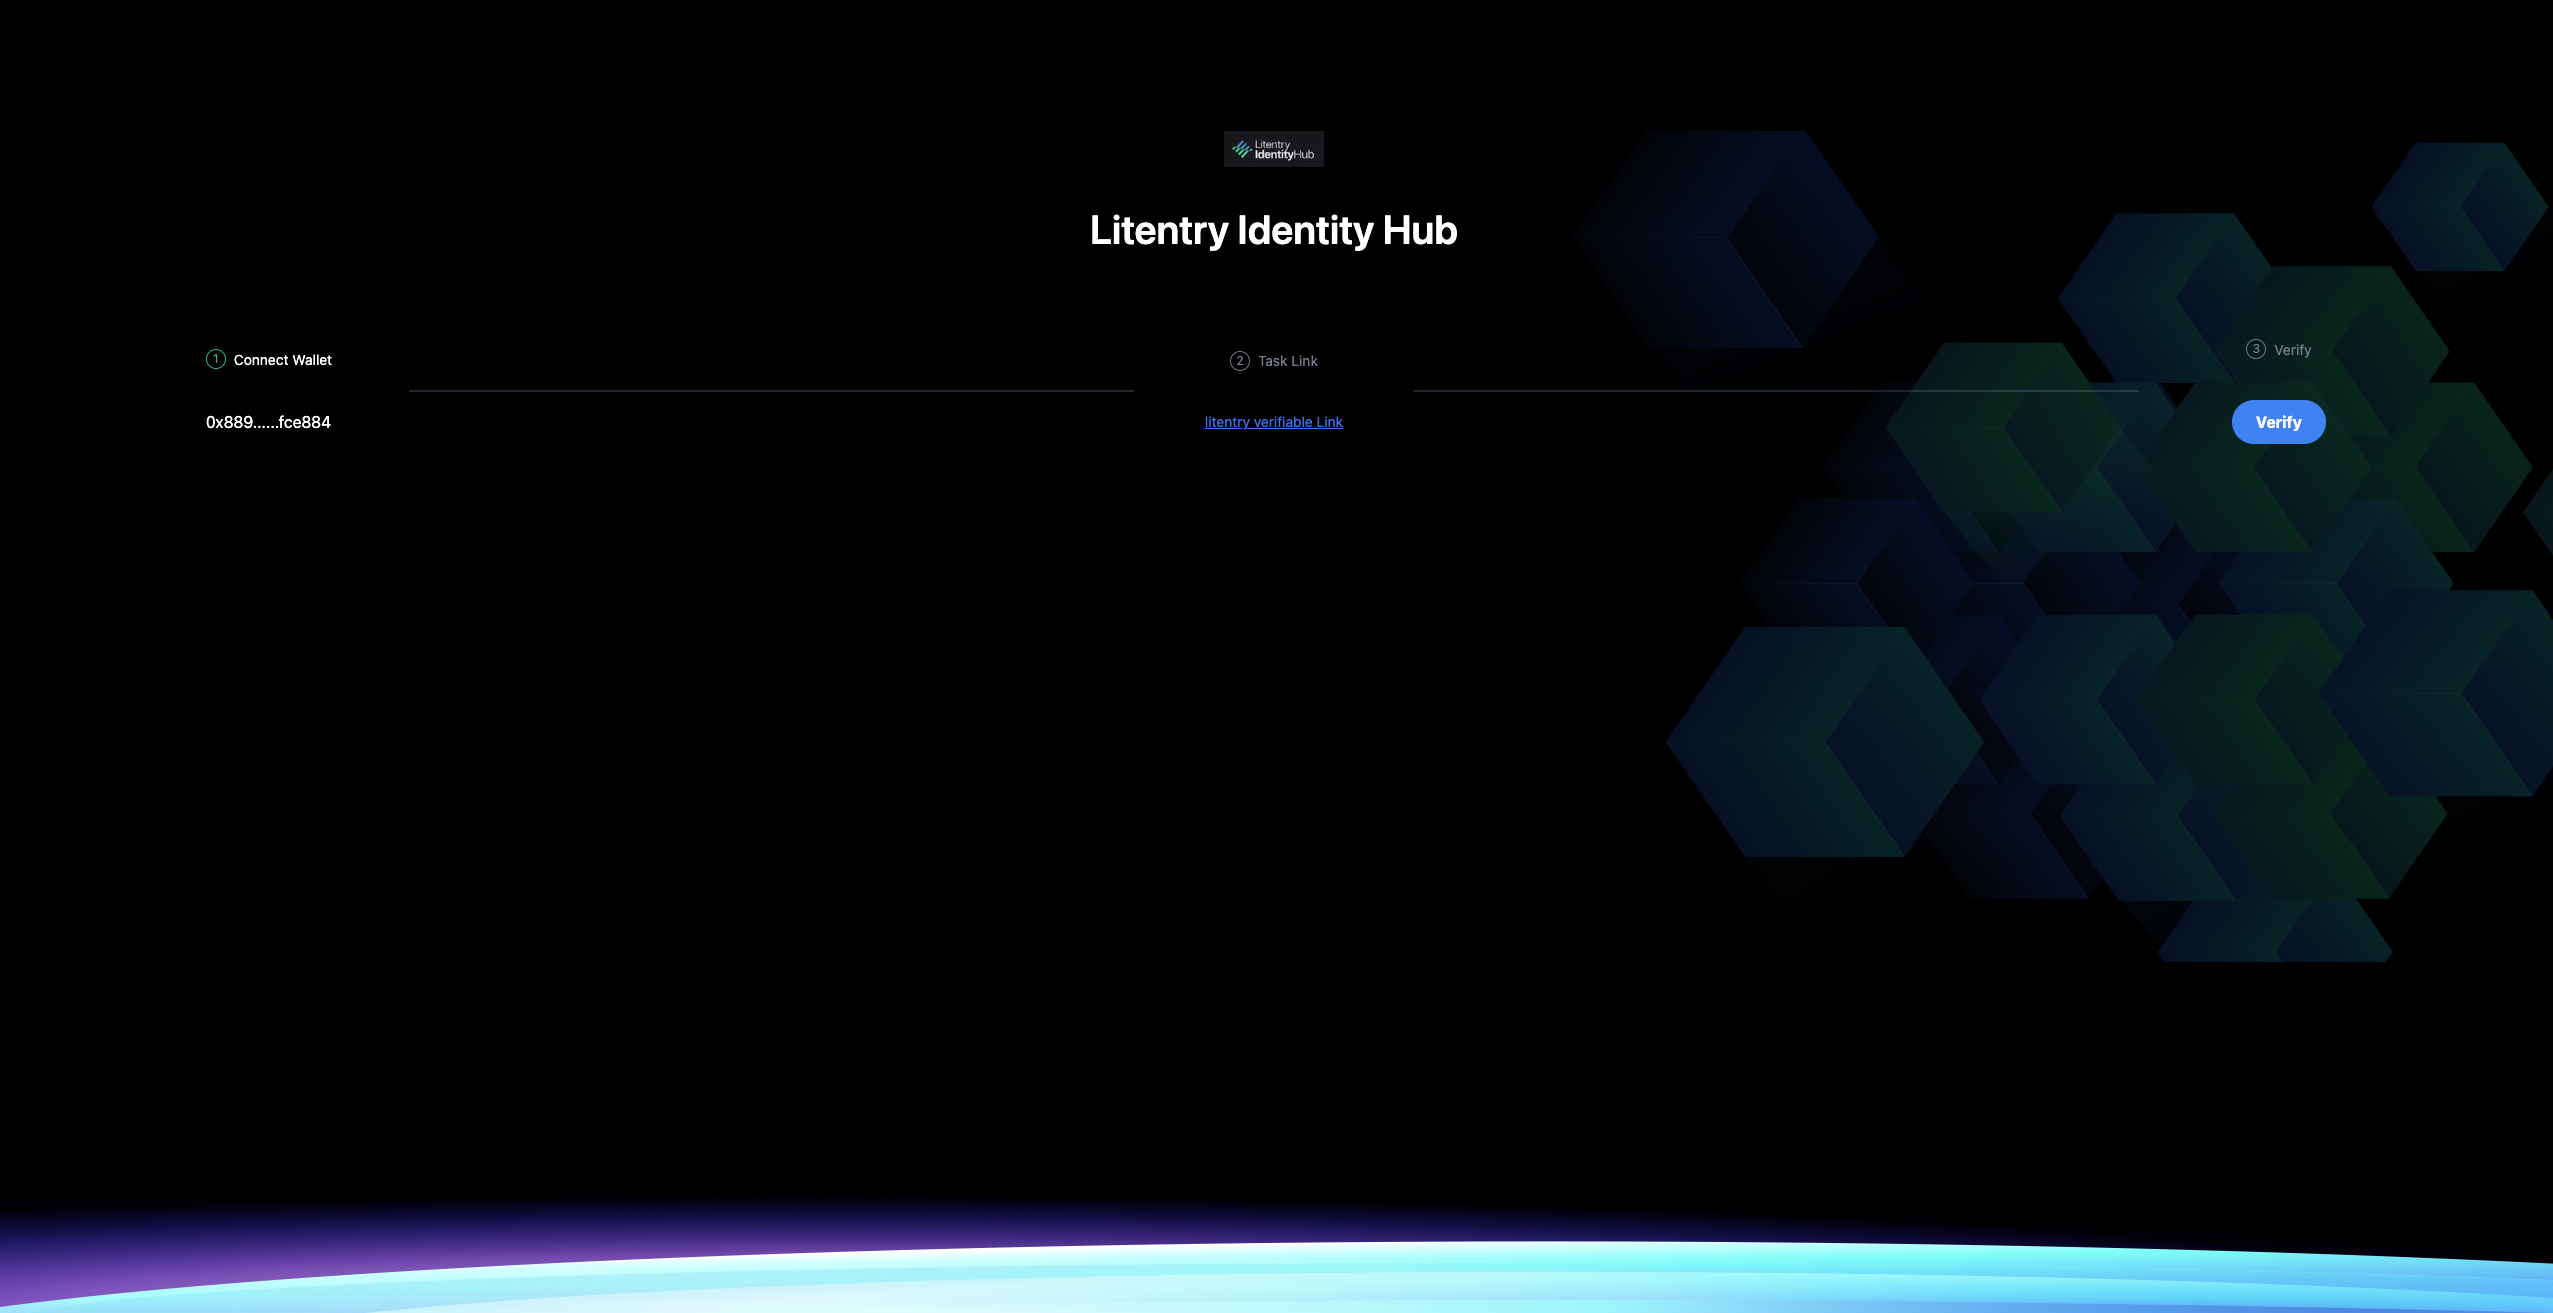 Litentry
IdentityHub
Litentry Identity Hub
1 Connect Wallet
0x889......fce884
2 Task Link
litentry verifiable Link
3 Verify
Verify